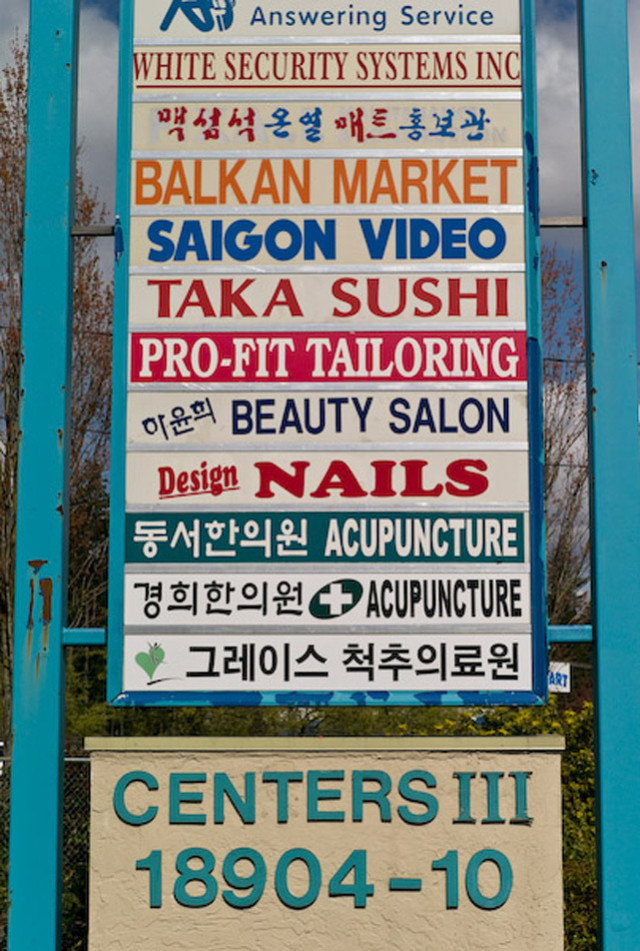 Answering Service
WHITE SECURITY SYSTEMS INC
맥섬석 온열 매트 홍보관
BALKAN MARKET
SAIGON VIDEO
TAKA SUSHI
PRO-FIT TAILORING
하윤희 BEAUTY SALON
Design NAILS
동서한의원 ACUPUNCTURE
경희한의원 ACUPUNCTURE
그레이스 척추의료원
ART
CENTERS III
18904-10